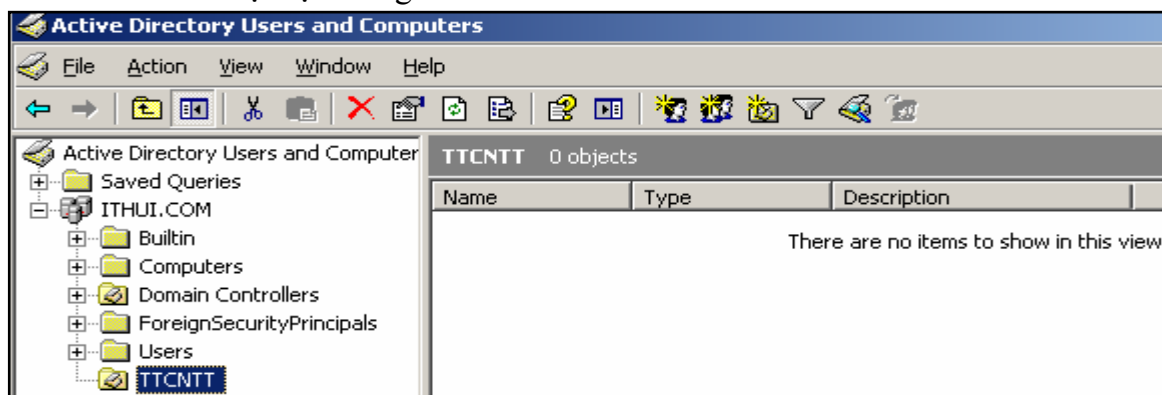 Active Directory Users and Computers
File Action View Window Help
Active Directory Users and Computer
Saved Queries
ITHUI.COM
Builtin
Computers
Domain Controllers
ForeignSecurityPrincipals
Users
TTCNTT
TTCNTT 0 objects
Name Type Description
There are no items to show in this view